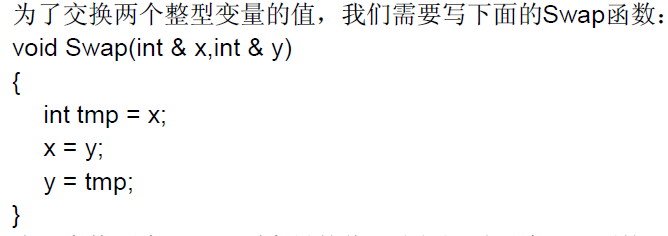 为了交换两个整型变量的值，我们需要写下面的Swap函数：
void Swap(int & x,int & y)
{
int tmp = x;
x = y;
y = tmp;
}